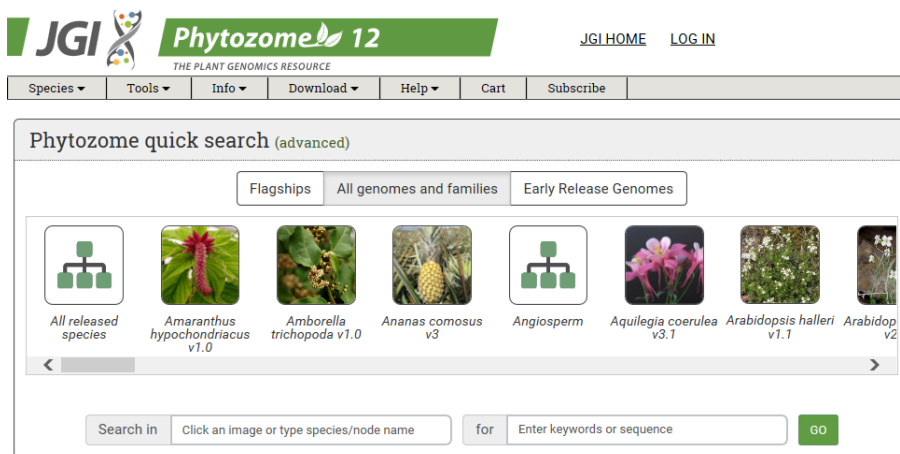 JGI Phytozome 12
THE PLANT GENOMICS RESOURCE
JGI HOME LOG IN
Species Tools Info Download Help Cart Subscribe
Phytozome quick search (advanced)
Flagships All genomes and families Early Release Genomes
All released species
Amaranthus hypochondriacus v1.0
Amborella trichopoda v1.0
Ananas comosus v3
Angiosperm
Aquilegia coerulea v3.1
Arabidopsis halleri v1.1
Arabidop
v2
Search in Click an image or type species/node name for Enter keywords or sequence GO